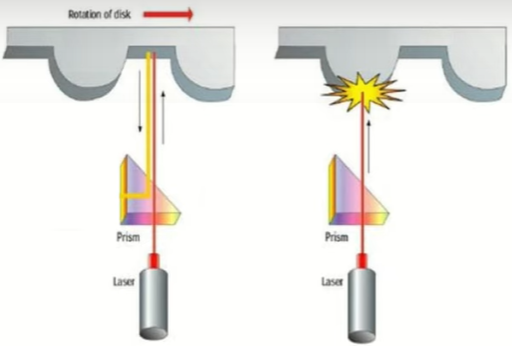 Rotation of disk
Prism
Prism
Laser
Laser